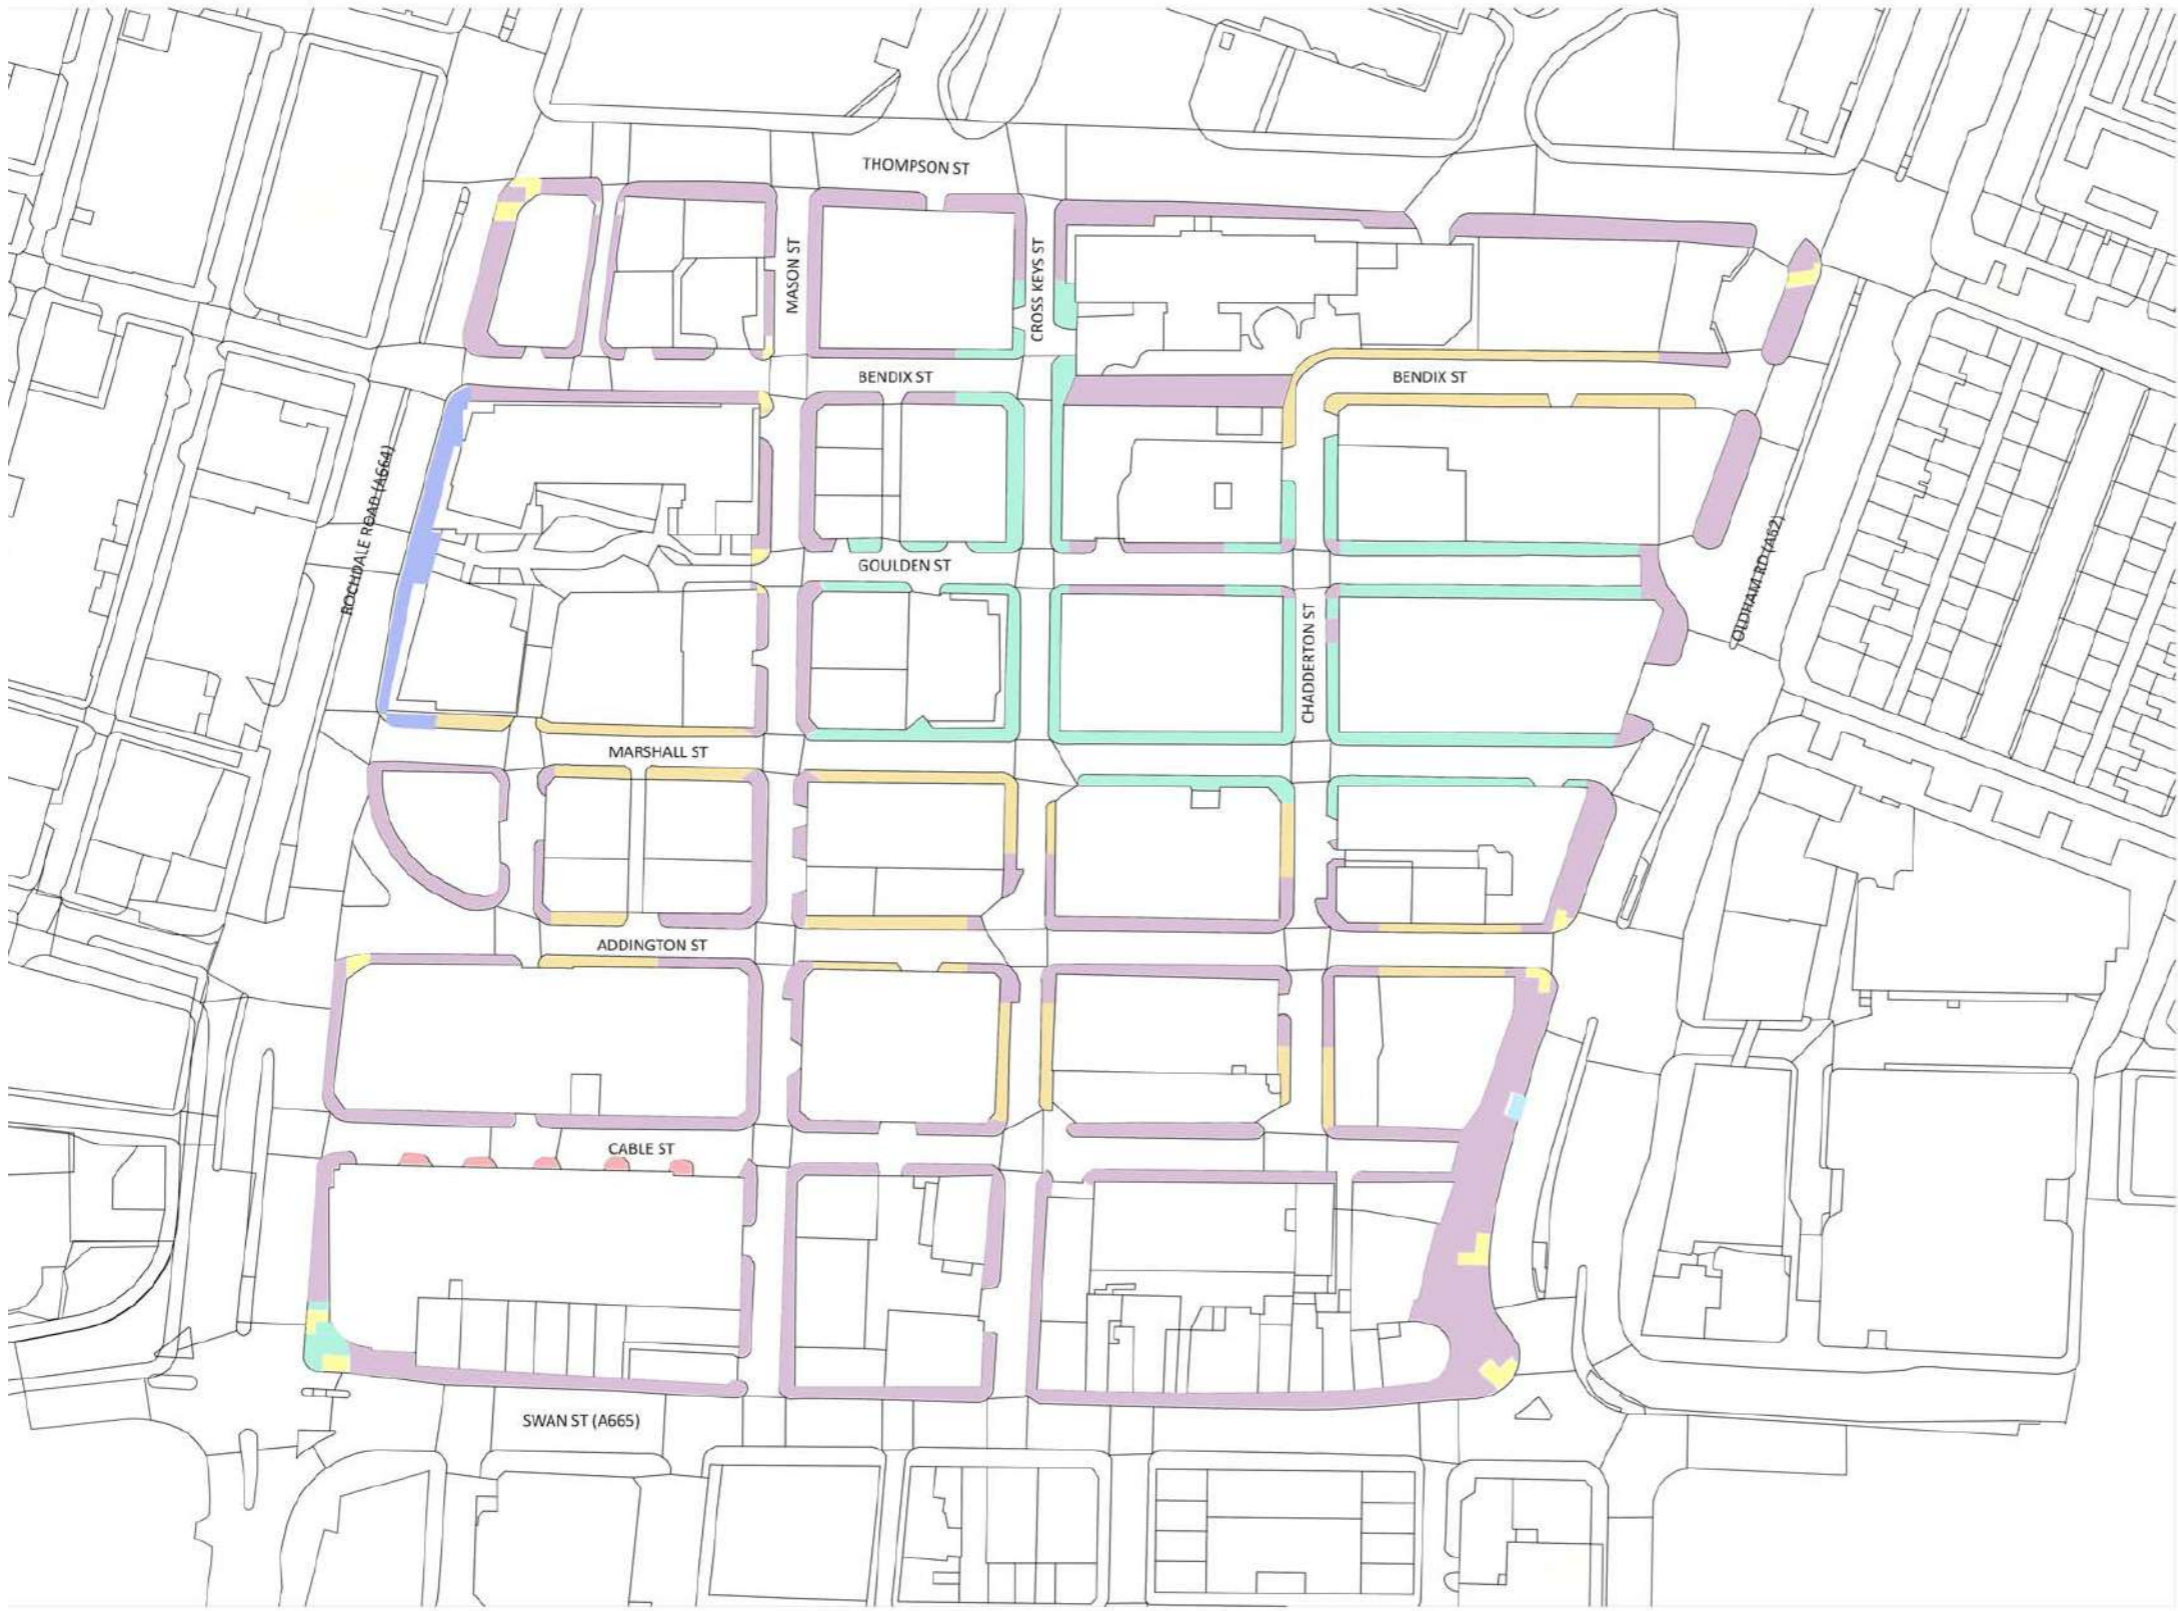 THOMPSON ST
MASON ST
CROSS KEYS ST
BENDIX ST
BENDIX ST
ROCHDALE ROAD (A664)
GOULDEN ST
OLDHAM RD (A62)
CHADDERTON ST
MARSHALL ST
ADDINGTON ST
CABLE ST
SWAN ST (A665)